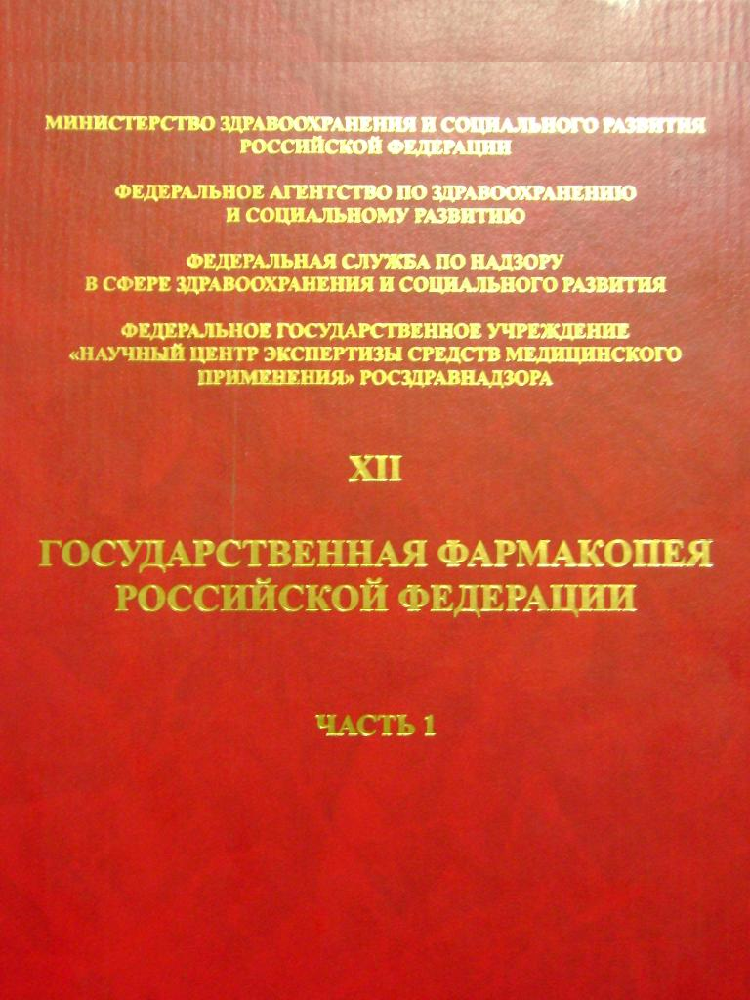 МИНИСТЕРСТВО ЗДРАВООХРАНЕНИЯ И СОЦИАЛЬНОГО РАЗВИТИЯ
РОССИЙСКОЙ ФЕДЕРАЦИИ
ФЕДЕРАЛЬНОЕ АГЕНТСТВО ПО ЗДРАВООХРАНЕНИЮ
И СОЦИАЛЬНОМУ РАЗВИТИЮ
ФЕДЕРАЛЬНАЯ СЛУЖБА ПО НАДЗОРУ
В СФЕРЕ ЗДРАВООХРАНЕНИЯ И СОЦИАЛЬНОГО РАЗВИТИЯ
ФЕДЕРАЛЬНОЕ ГОСУДАРСТВЕННОЕ УЧРЕЖДЕНИЕ
«НАУЧНЫЙ ЦЕНТР ЭКСПЕРТИЗЫ СРЕДСТВ МЕДИЦИНСКОГО
ПРИМЕНЕНИЯ» РОСЗДРАВНАДЗОРА
XII
ГОСУДАРСТВЕННАЯ ФАРМАКОПЕЯ
РОССИЙСКОЙ ФЕДЕРАЦИИ
ЧАСТЬ 1